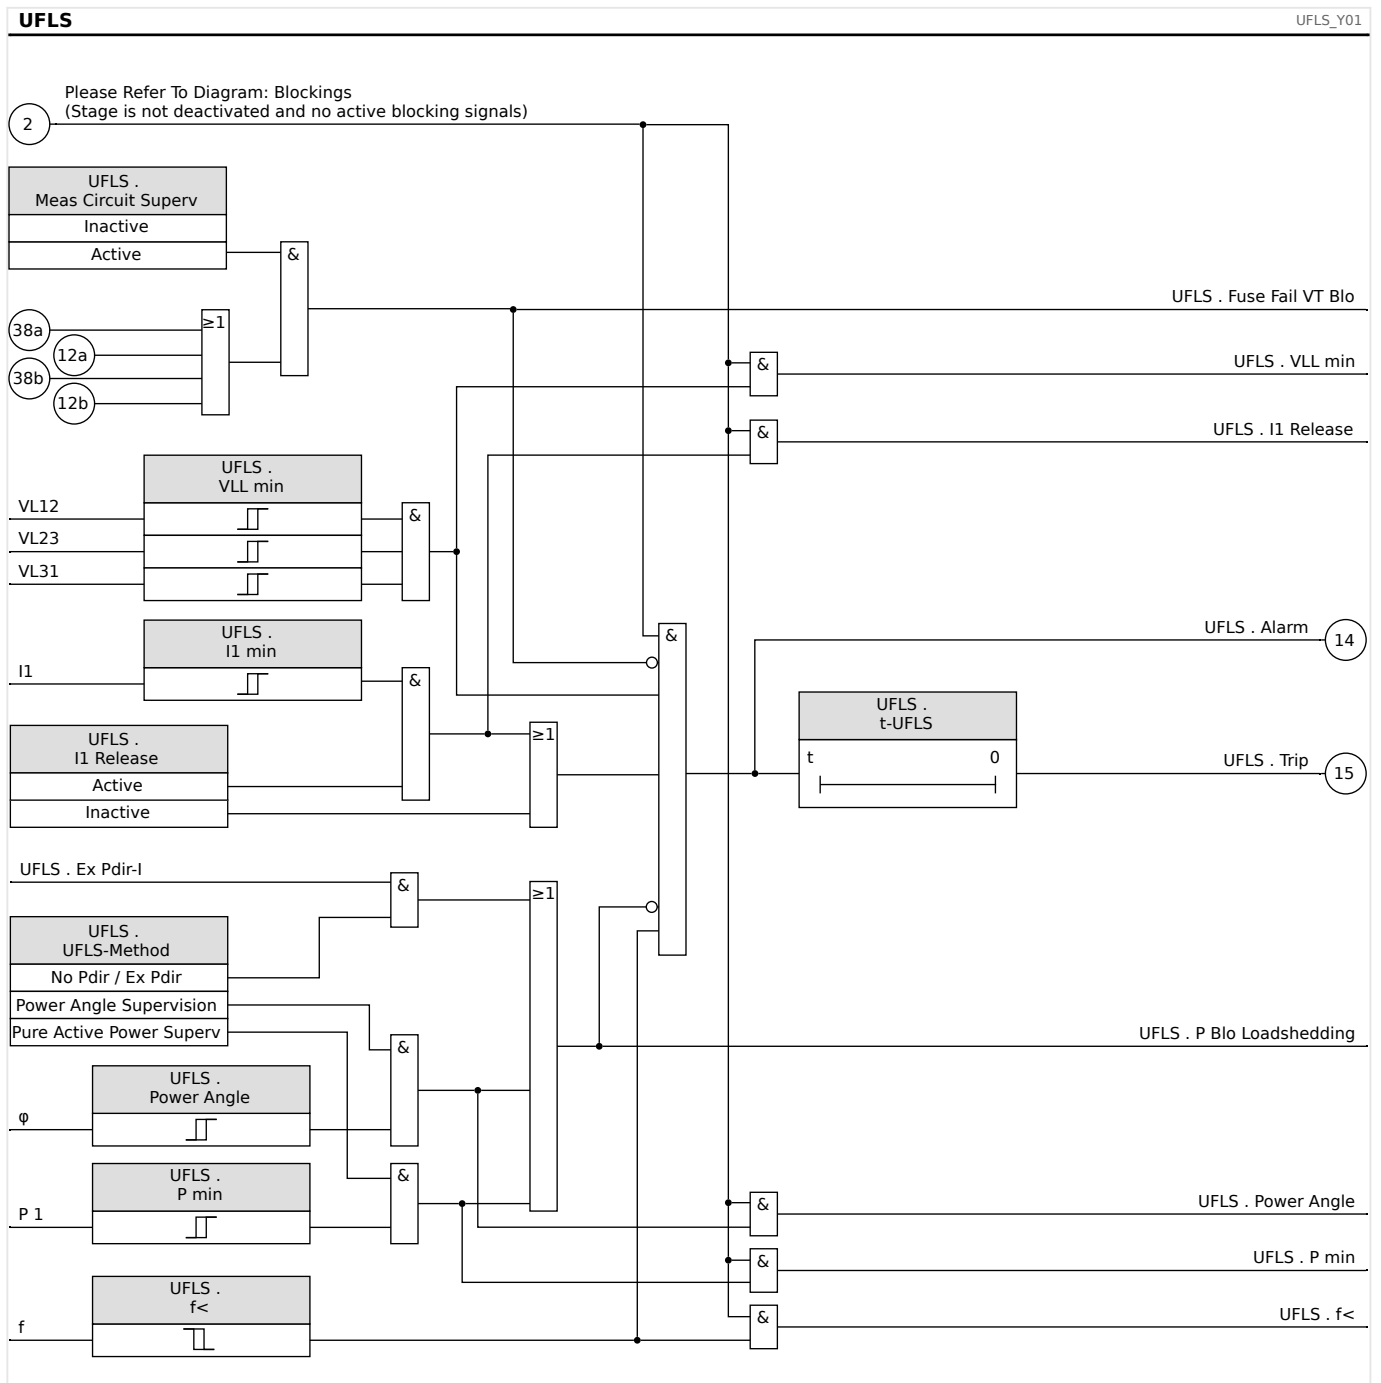 UFLS
UFLS_Y01
Please Refer To Diagram: Blockings
(Stage is not deactivated and no active blocking signals)
2
UFLS .
Meas Circuit Superv
Inactive
Active
&
UFLS . Fuse Fail VT Blo
38a
≥1
12a
38b
12b
&
UFLS . VLL min
&
UFLS . I1 Release
UFLS .
VLL min
VL12
&
VL23
VL31
UFLS .
I1 min
I1
&
&
UFLS . Alarm
14
UFLS .
I1 Release
Active
Inactive
≥1
UFLS .
t-UFLS
t
0
UFLS . Trip
15
UFLS . Ex Pdir-I
&
≥1
UFLS .
UFLS-Method
No Pdir / Ex Pdir
Power Angle Supervision
Pure Active Power Superv
&
UFLS . P Blo Loadshedding
UFLS .
Power Angle
φ
UFLS .
P min
P 1
&
&
UFLS . Power Angle
&
UFLS . P min
UFLS .
f<
f
&
UFLS . f<